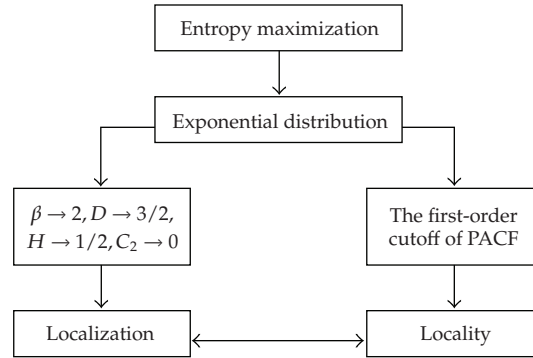 Entropy maximization
Exponential distribution
β → 2, D → 3/2,
H → 1/2, C₂ → 0
The first-order
cutoff of PACF
Localization
Locality